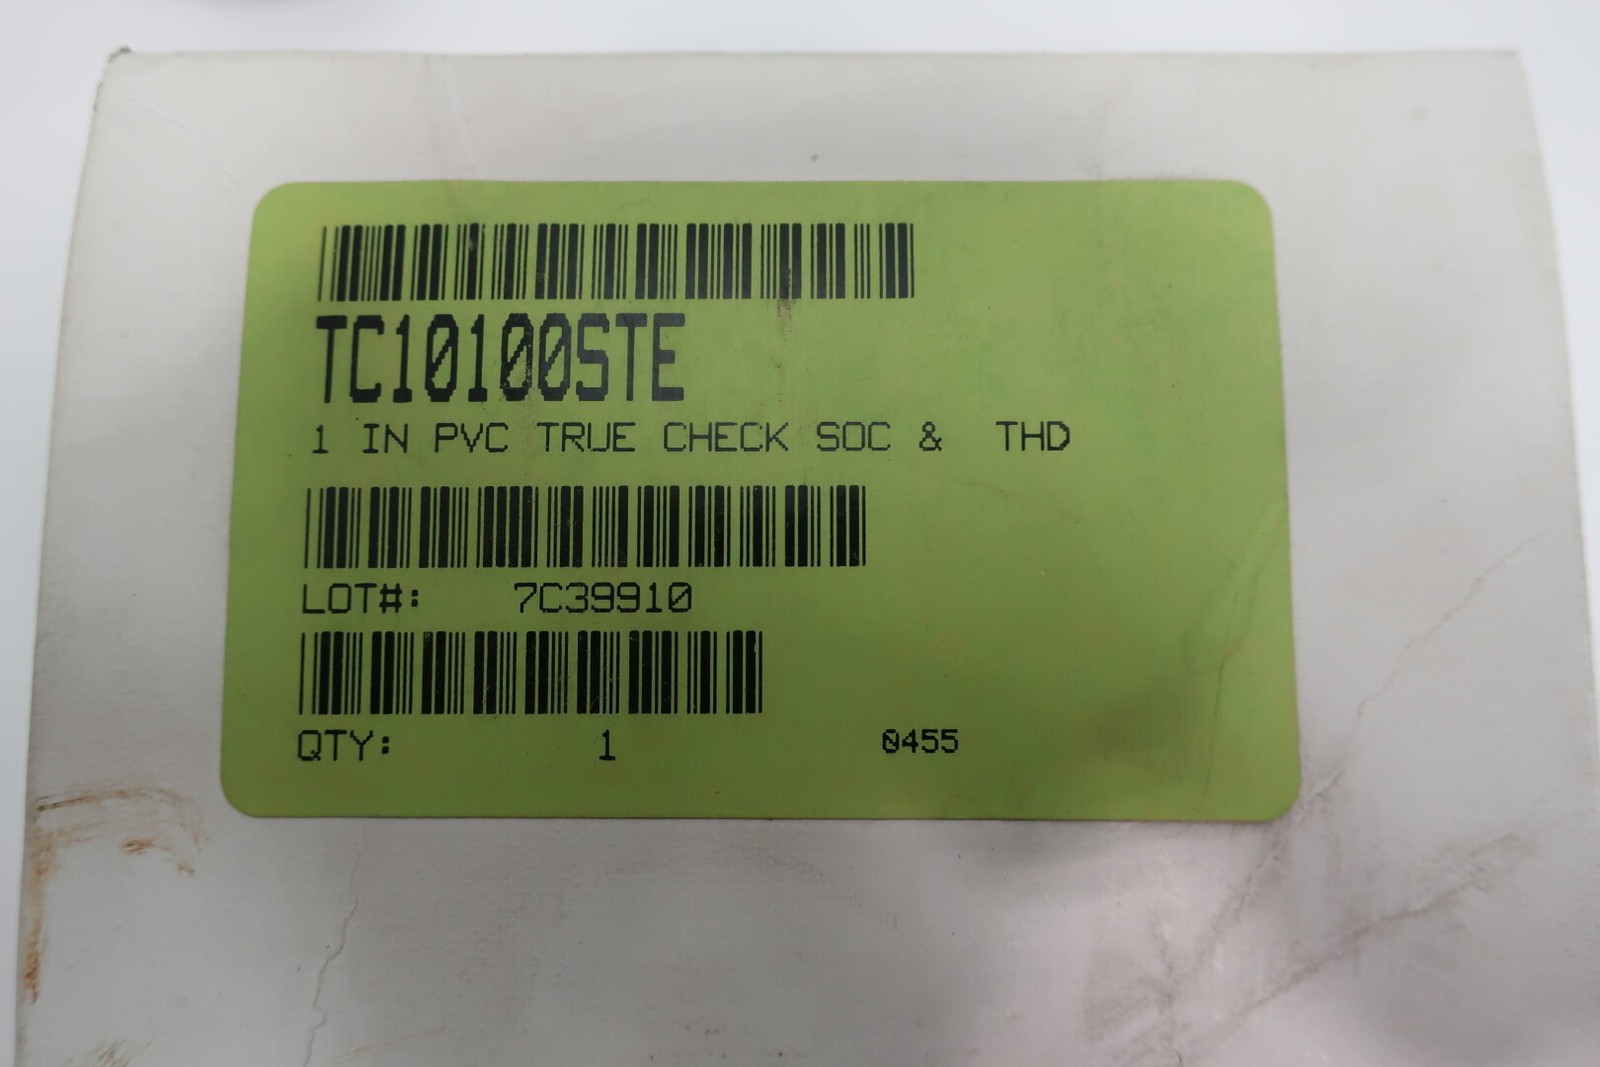 TC10100STE
1 IN PVC TRUE CHECK SOC & THD
LOT#: 7C39910
QTY: 1 0455